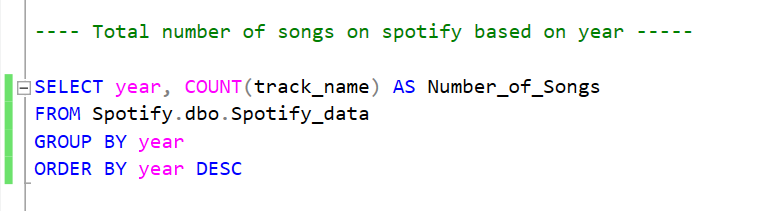 ---- Total number of songs on spotify based on year -----
SELECT year, COUNT(track_name) AS Number_of_Songs
FROM Spotify.dbo.Spotify_data
GROUP BY year
ORDER BY year DESC